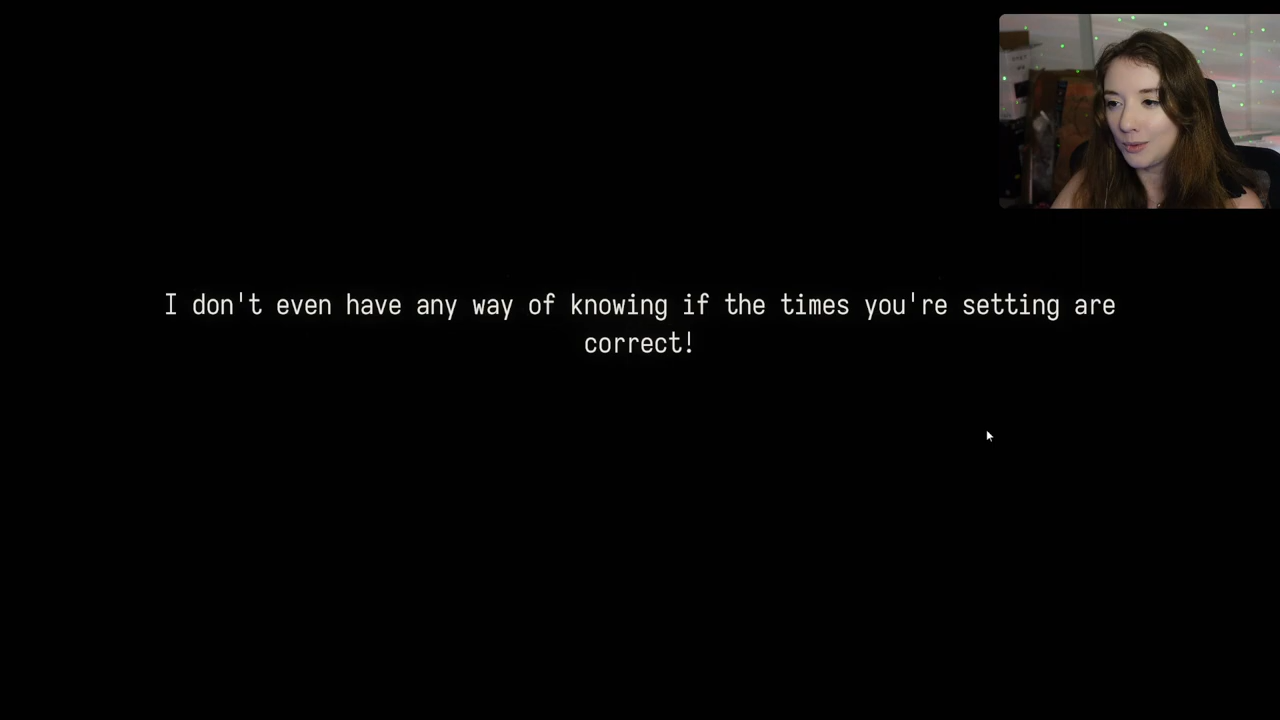 I don't even have any way of knowing if the times you're setting are
correct!